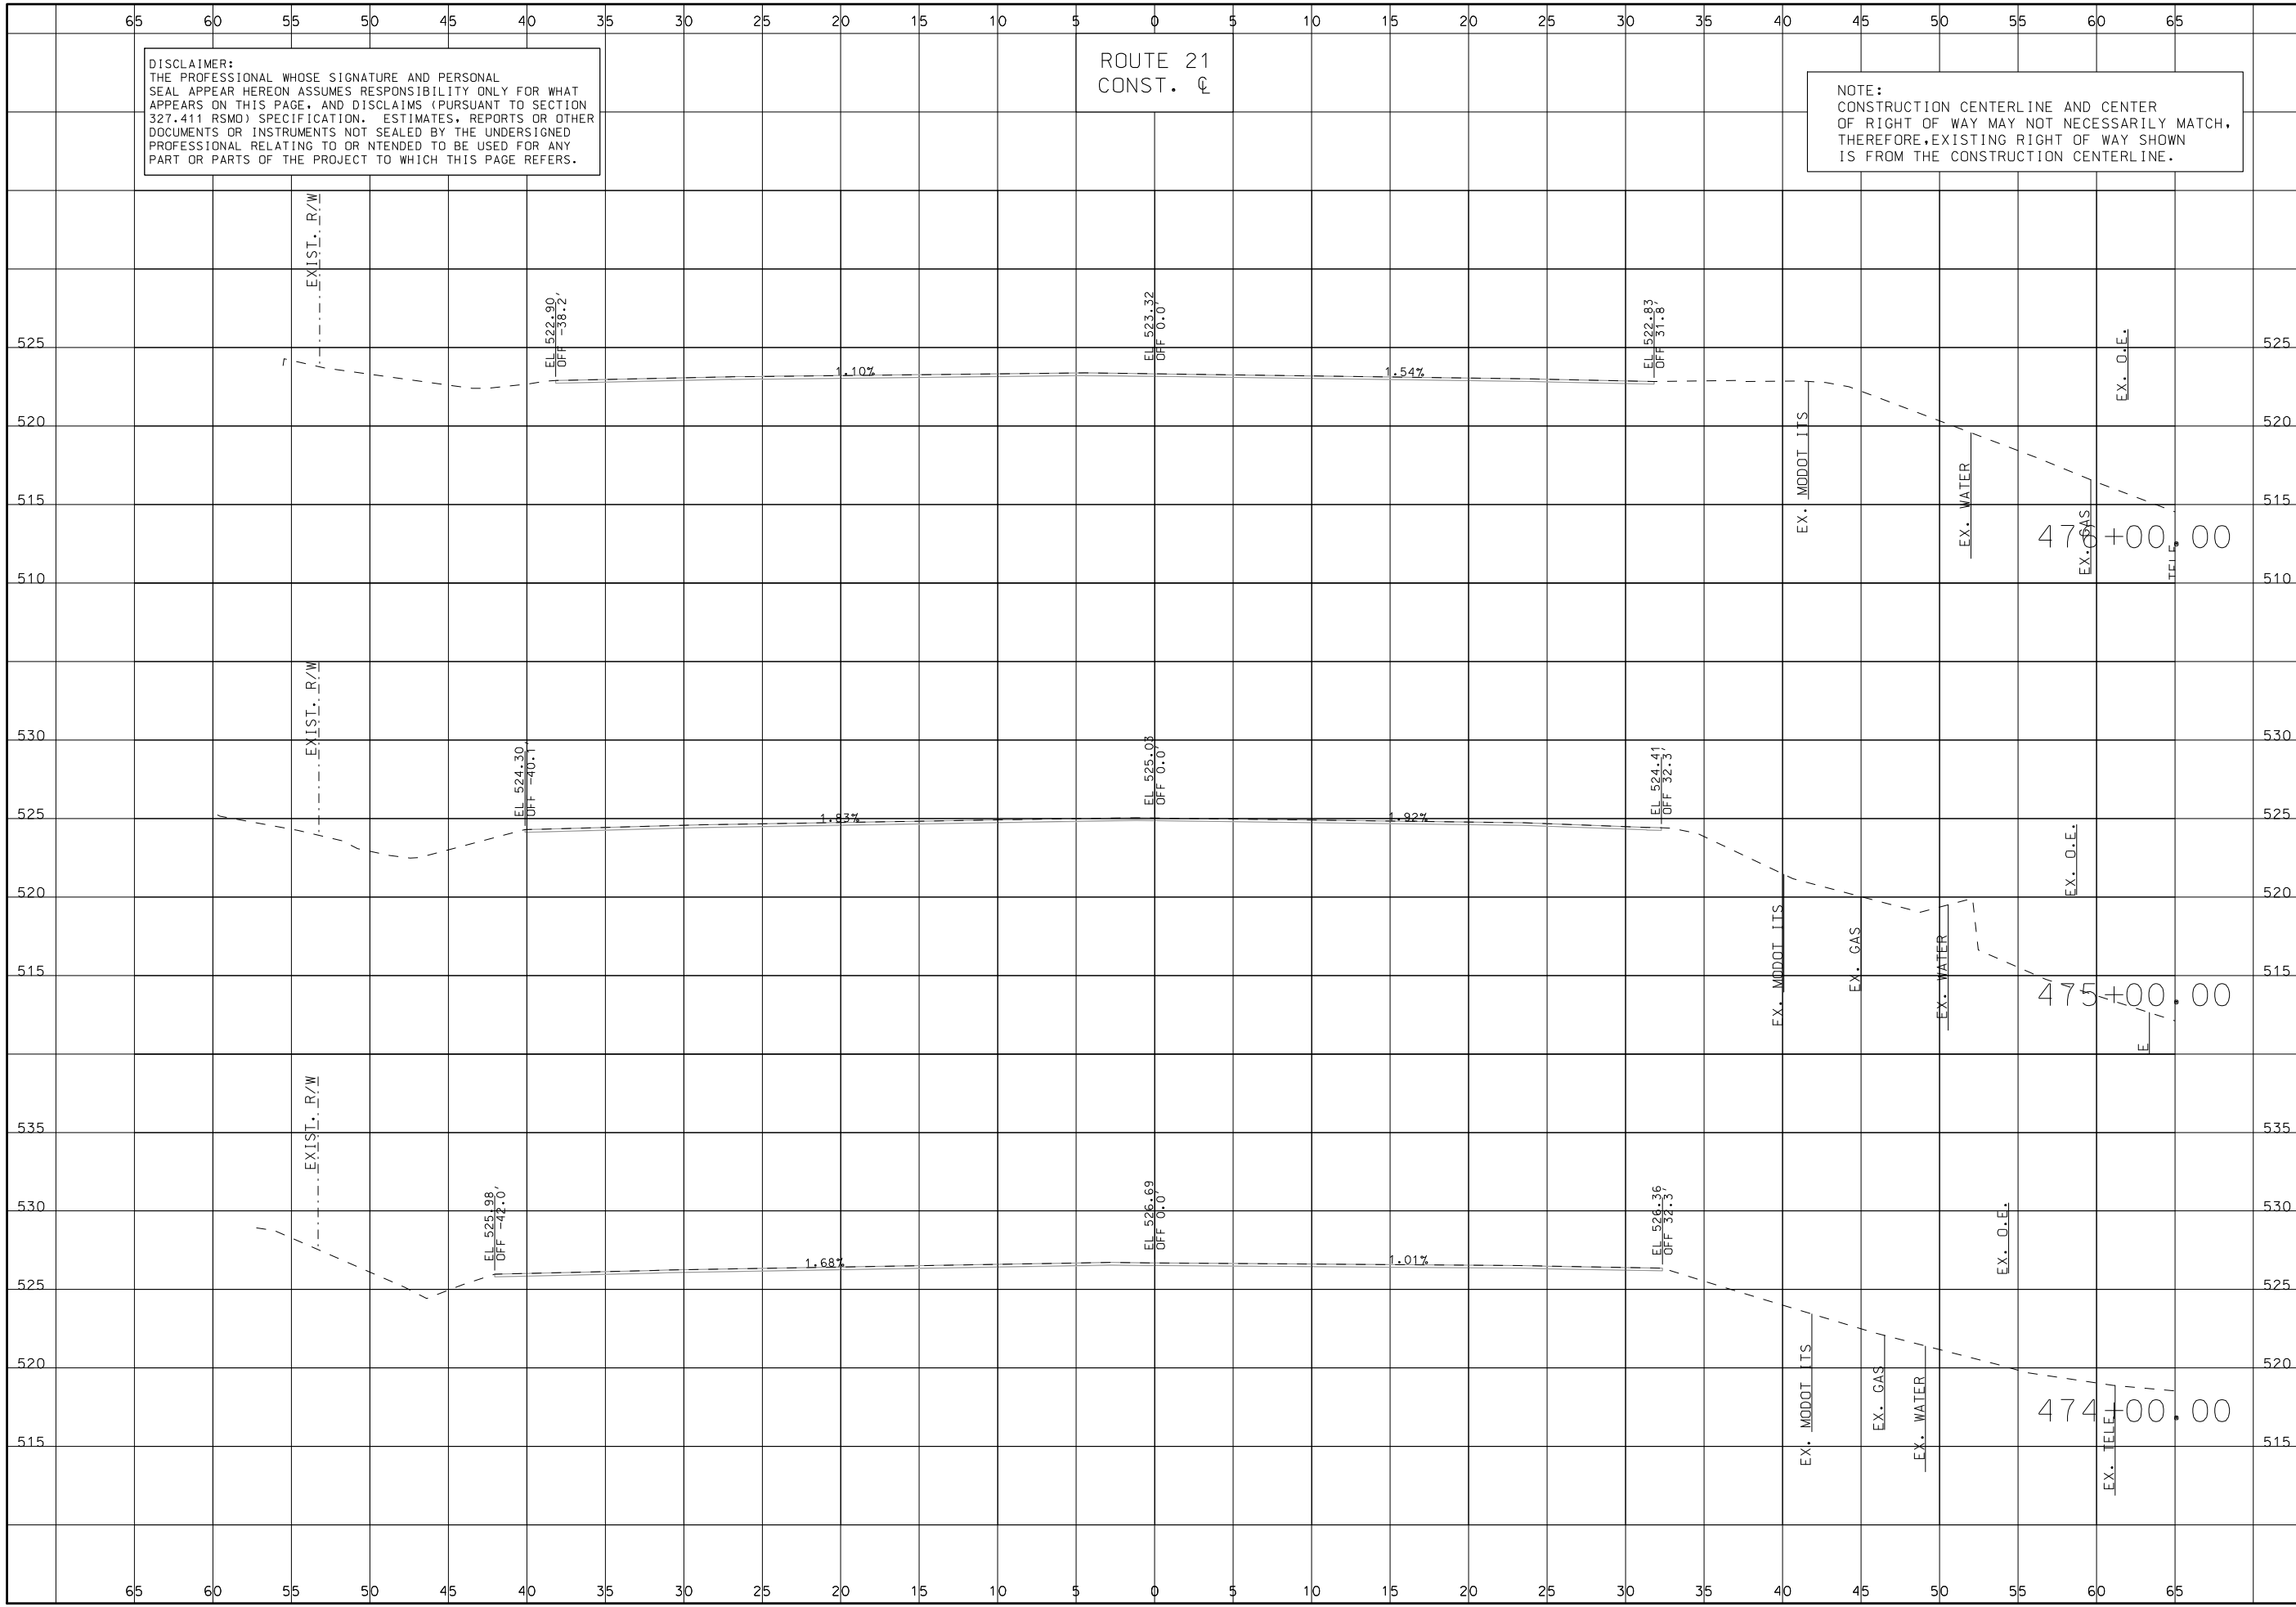 65 60 55 50 45 40 35 30 25 20 15 10 5 0 5 10 15 20 25 30 35 40 45 50 55 60 65
ROUTE 21
CONST. ℄
DISCLAIMER:
THE PROFESSIONAL WHOSE SIGNATURE AND PERSONAL
SEAL APPEAR HEREON ASSUMES RESPONSIBILITY ONLY FOR WHAT
APPEARS ON THIS PAGE, AND DISCLAIMS (PURSUANT TO SECTION
327.411 RSMO) SPECIFICATION. ESTIMATES, REPORTS OR OTHER
DOCUMENTS OR INSTRUMENTS NOT SEALED BY THE UNDERSIGNED
PROFESSIONAL RELATING TO OR NTENDED TO BE USED FOR ANY
PART OR PARTS OF THE PROJECT TO WHICH THIS PAGE REFERS.
NOTE:
CONSTRUCTION CENTERLINE AND CENTER
OF RIGHT OF WAY MAY NOT NECESSARILY MATCH,
THEREFORE,EXISTING RIGHT OF WAY SHOWN
IS FROM THE CONSTRUCTION CENTERLINE.
EXIST. R/W
EL 522.90
OFF -38.2'
EL 523.32
OFF 0.0'
EL 522.83
OFF 31.8'
EX. O.E.
525 525
1.10%
1.54%
520 520
EX. MODOT ITS
EX. WATER
EX. GAS
TELE
515 515
476+00.00
510 510
EXIST. R/W
EL 524.30
OFF -40.1'
EL 525.03
OFF 0.0'
EL 524.41
OFF 32.3'
530 530
525 525
1.83%
1.92%
EX. O.E.
520 520
EX. MODOT ITS
EX. GAS
EX. WATER
515 515
475+00.00
E
EXIST. R/W
535 535
EL 525.98
OFF -42.0'
EL 526.69
OFF 0.0'
EL 526.36
OFF 32.3'
530 530
EX. O.E.
1.68%
1.01%
525 525
520 520
EX. MODOT ITS
EX. GAS
EX. WATER
EX. TELE
474+00.00
515 515
65 60 55 50 45 40 35 30 25 20 15 10 5 0 5 10 15 20 25 30 35 40 45 50 55 60 65